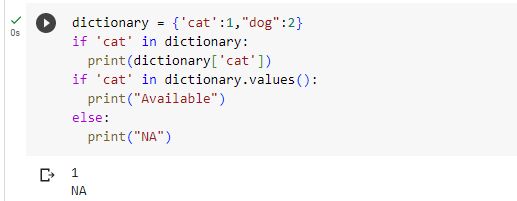 dictionary = {'cat':1,"dog":2}
if 'cat' in dictionary:
  print(dictionary['cat'])
if 'cat' in dictionary.values():
  print("Available")
else:
  print("NA")
0s
1
NA